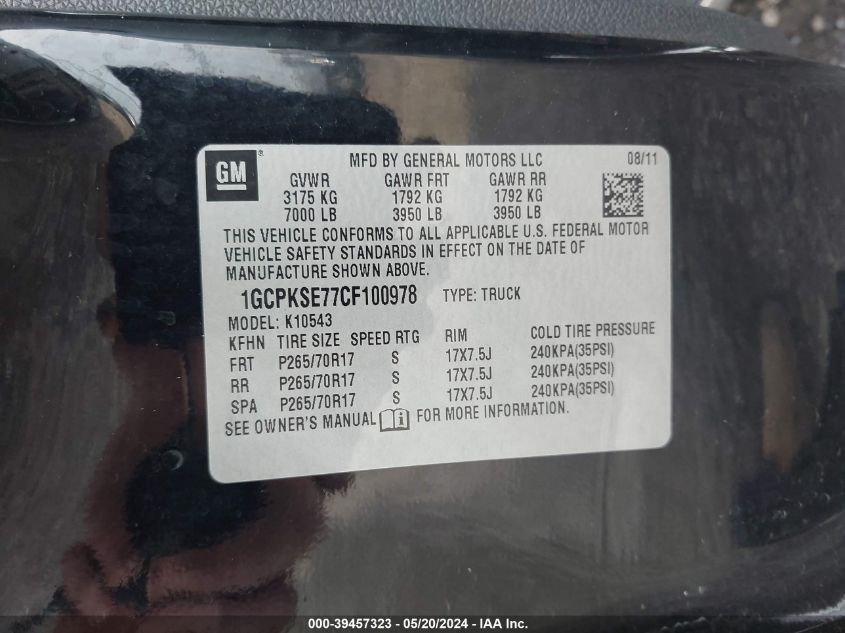 GM ® MFD BY GENERAL MOTORS LLC 08/11
GVWR GAWR FRT GAWR RR
3175 KG 1792 KG 1792 KG
7000 LB 3950 LB 3950 LB
THIS VEHICLE CONFORMS TO ALL APPLICABLE U.S. FEDERAL MOTOR
VEHICLE SAFETY STANDARDS IN EFFECT ON THE DATE OF
MANUFACTURE SHOWN ABOVE.
1GCPKSE77CF100978 TYPE: TRUCK
MODEL: K10543
KFHN TIRE SIZE SPEED RTG RIM COLD TIRE PRESSURE
FRT P265/70R17 S 17X7.5J 240KPA(35PSI)
RR P265/70R17 S 17X7.5J 240KPA(35PSI)
SPA P265/70R17 S 17X7.5J 240KPA(35PSI)
SEE OWNER'S MANUAL FOR MORE INFORMATION.
000-39457323 - 05/20/2024 - IAA Inc.